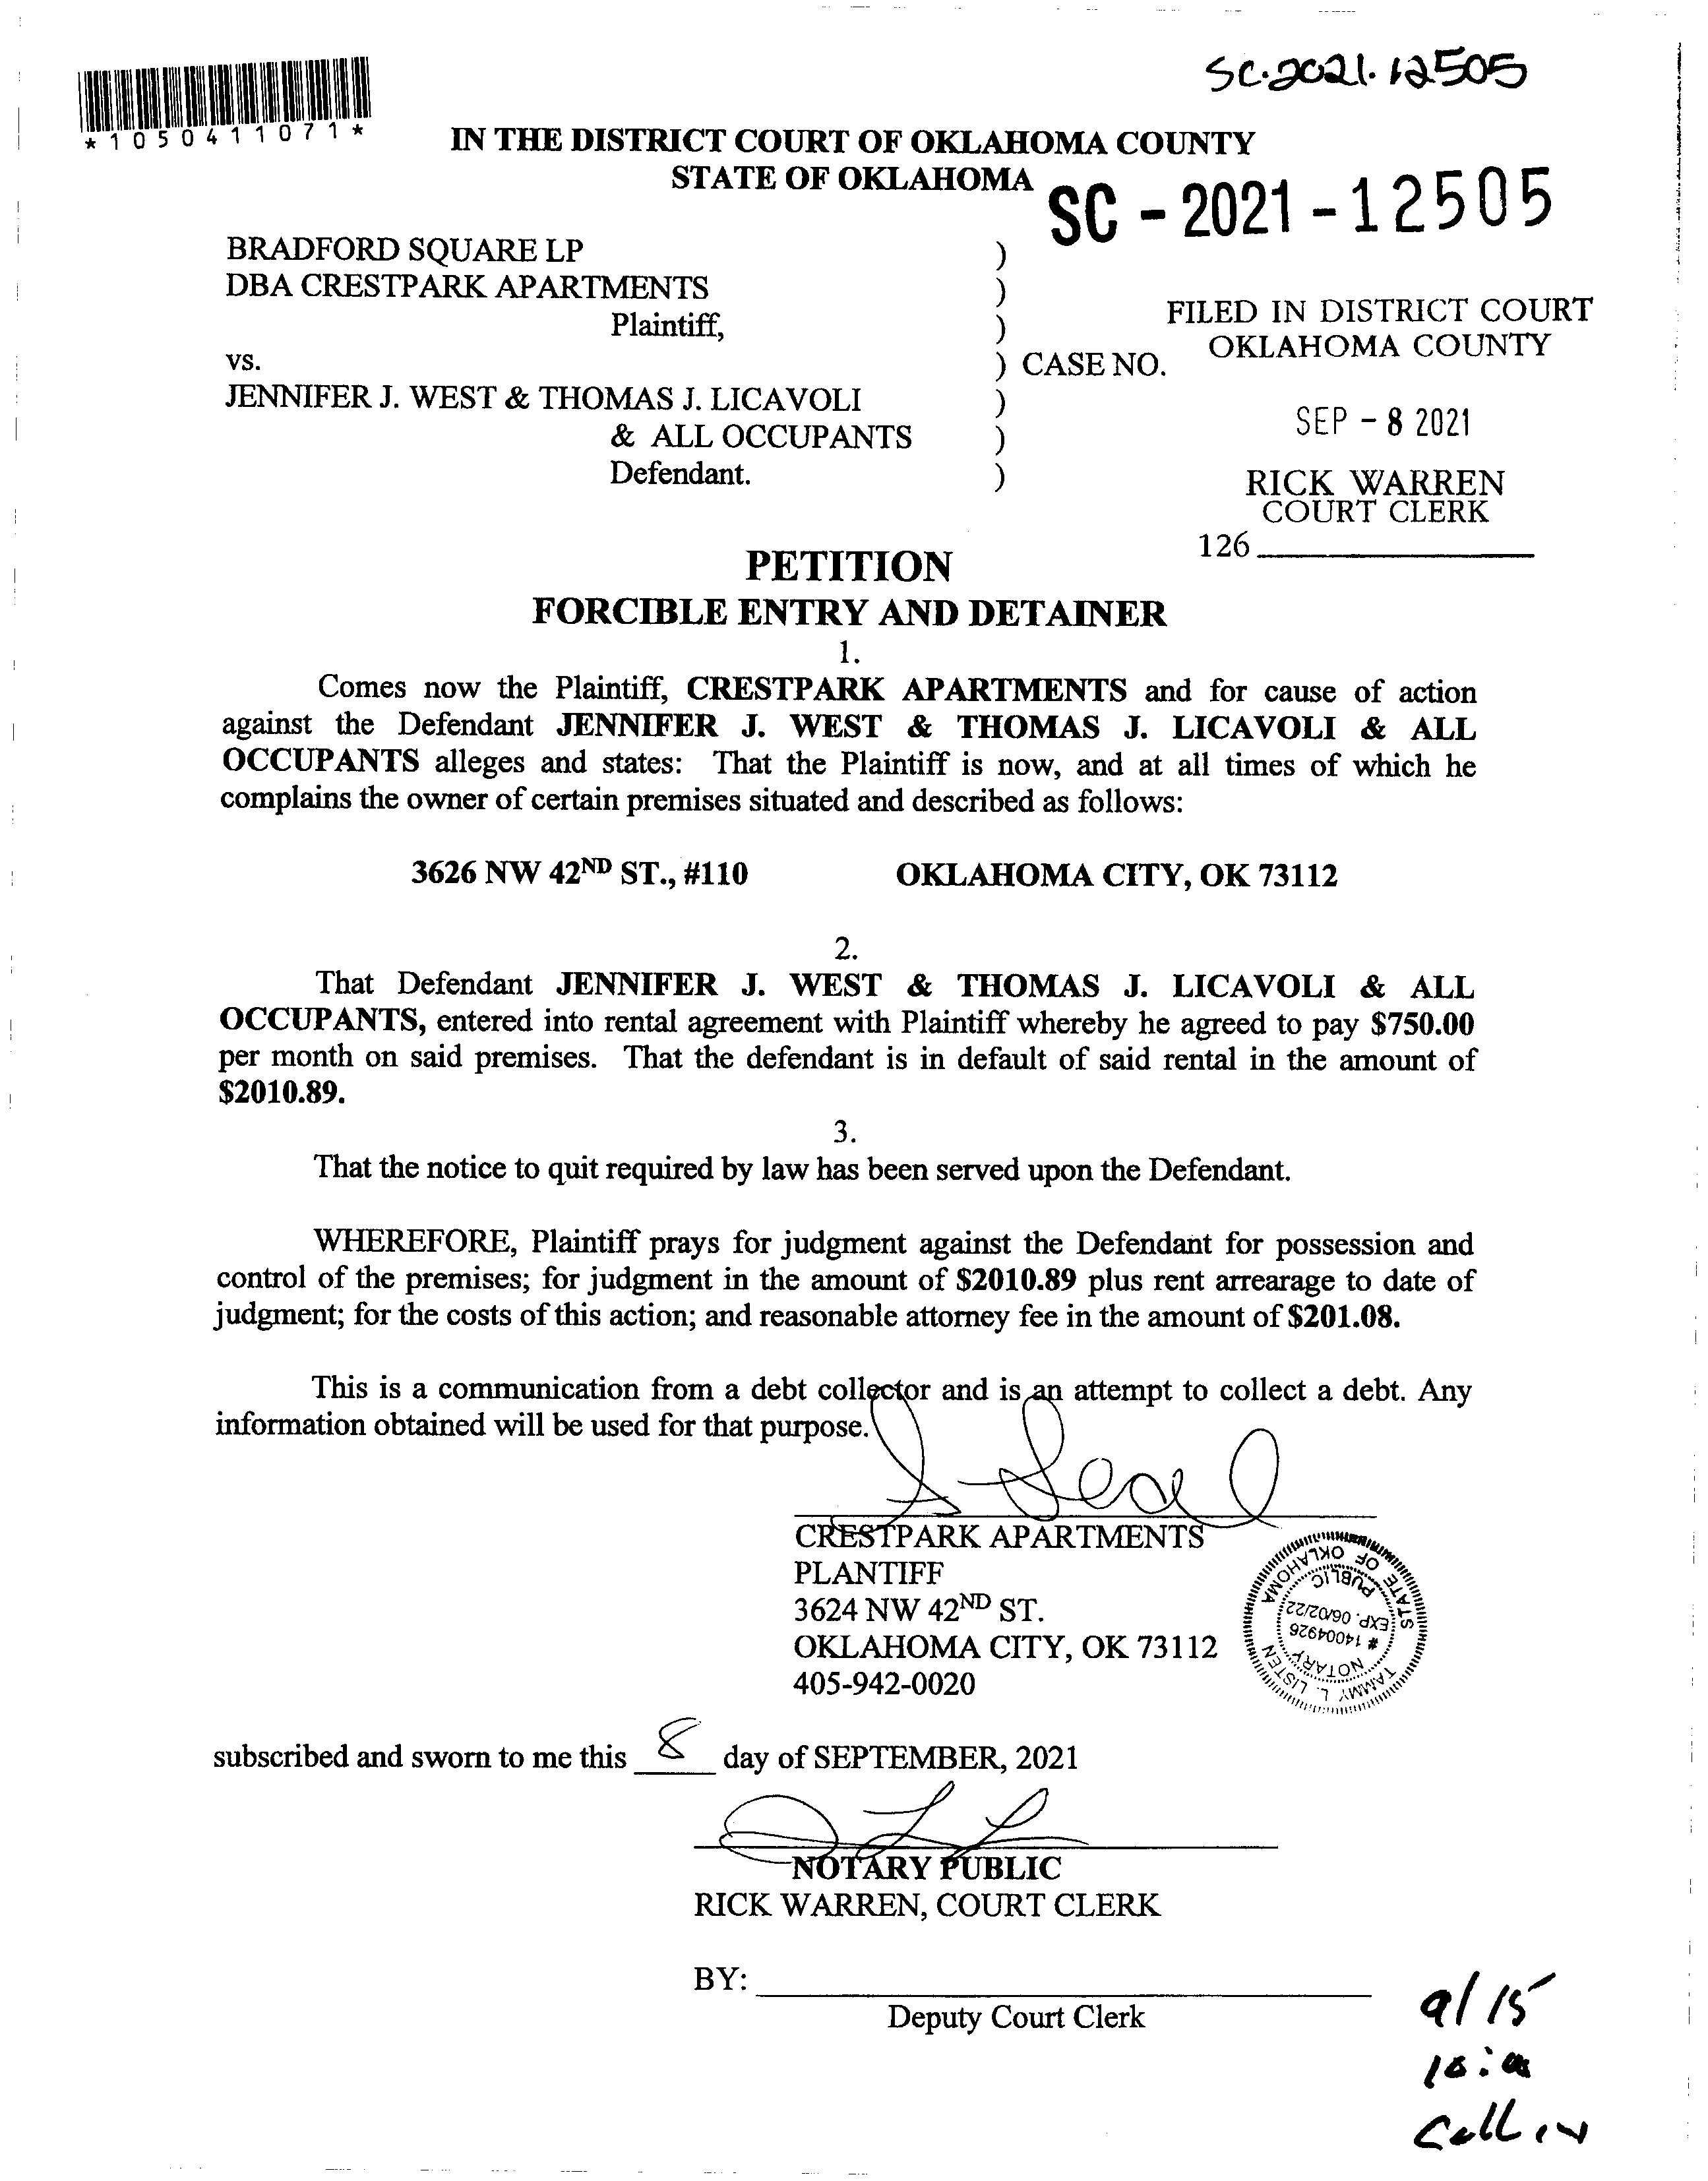 SC-2021-12505
*1050411071*
IN THE DISTRICT COURT OF OKLAHOMA COUNTY
STATE OF OKLAHOMA
SC - 2021 - 12505
BRADFORD SQUARE LP )
DBA CRESTPARK APARTMENTS )
Plaintiff, )
vs. ) CASE NO.
JENNIFER J. WEST & THOMAS J. LICAVOLI )
& ALL OCCUPANTS )
Defendant. )
FILED IN DISTRICT COURT
OKLAHOMA COUNTY
SEP - 8 2021
RICK WARREN
COURT CLERK
126
PETITION
FORCIBLE ENTRY AND DETAINER
1.
Comes now the Plaintiff, CRESTPARK APARTMENTS and for cause of action
against the Defendant JENNIFER J. WEST & THOMAS J. LICAVOLI & ALL
OCCUPANTS alleges and states: That the Plaintiff is now, and at all times of which he
complains the owner of certain premises situated and described as follows:
3626 NW 42ND ST., #110 OKLAHOMA CITY, OK 73112
2.
That Defendant JENNIFER J. WEST & THOMAS J. LICAVOLI & ALL
OCCUPANTS, entered into rental agreement with Plaintiff whereby he agreed to pay $750.00
per month on said premises. That the defendant is in default of said rental in the amount of
$2010.89.
3.
That the notice to quit required by law has been served upon the Defendant.
WHEREFORE, Plaintiff prays for judgment against the Defendant for possession and
control of the premises; for judgment in the amount of $2010.89 plus rent arrearage to date of
judgment; for the costs of this action; and reasonable attorney fee in the amount of $201.08.
This is a communication from a debt collector and is an attempt to collect a debt. Any
information obtained will be used for that purpose.
CRESTPARK APARTMENTS
PLANTIFF
3624 NW 42ND ST.
OKLAHOMA CITY, OK 73112
405-942-0020
TAMMY L. LISTEN
NOTARY
# 14004926
EXP. 06/02/22
PUBLIC
STATE OF OKLAHOMA
subscribed and sworn to me this 8 day of SEPTEMBER, 2021
NOTARY PUBLIC
RICK WARREN, COURT CLERK
BY:
Deputy Court Clerk
9/15
Call in